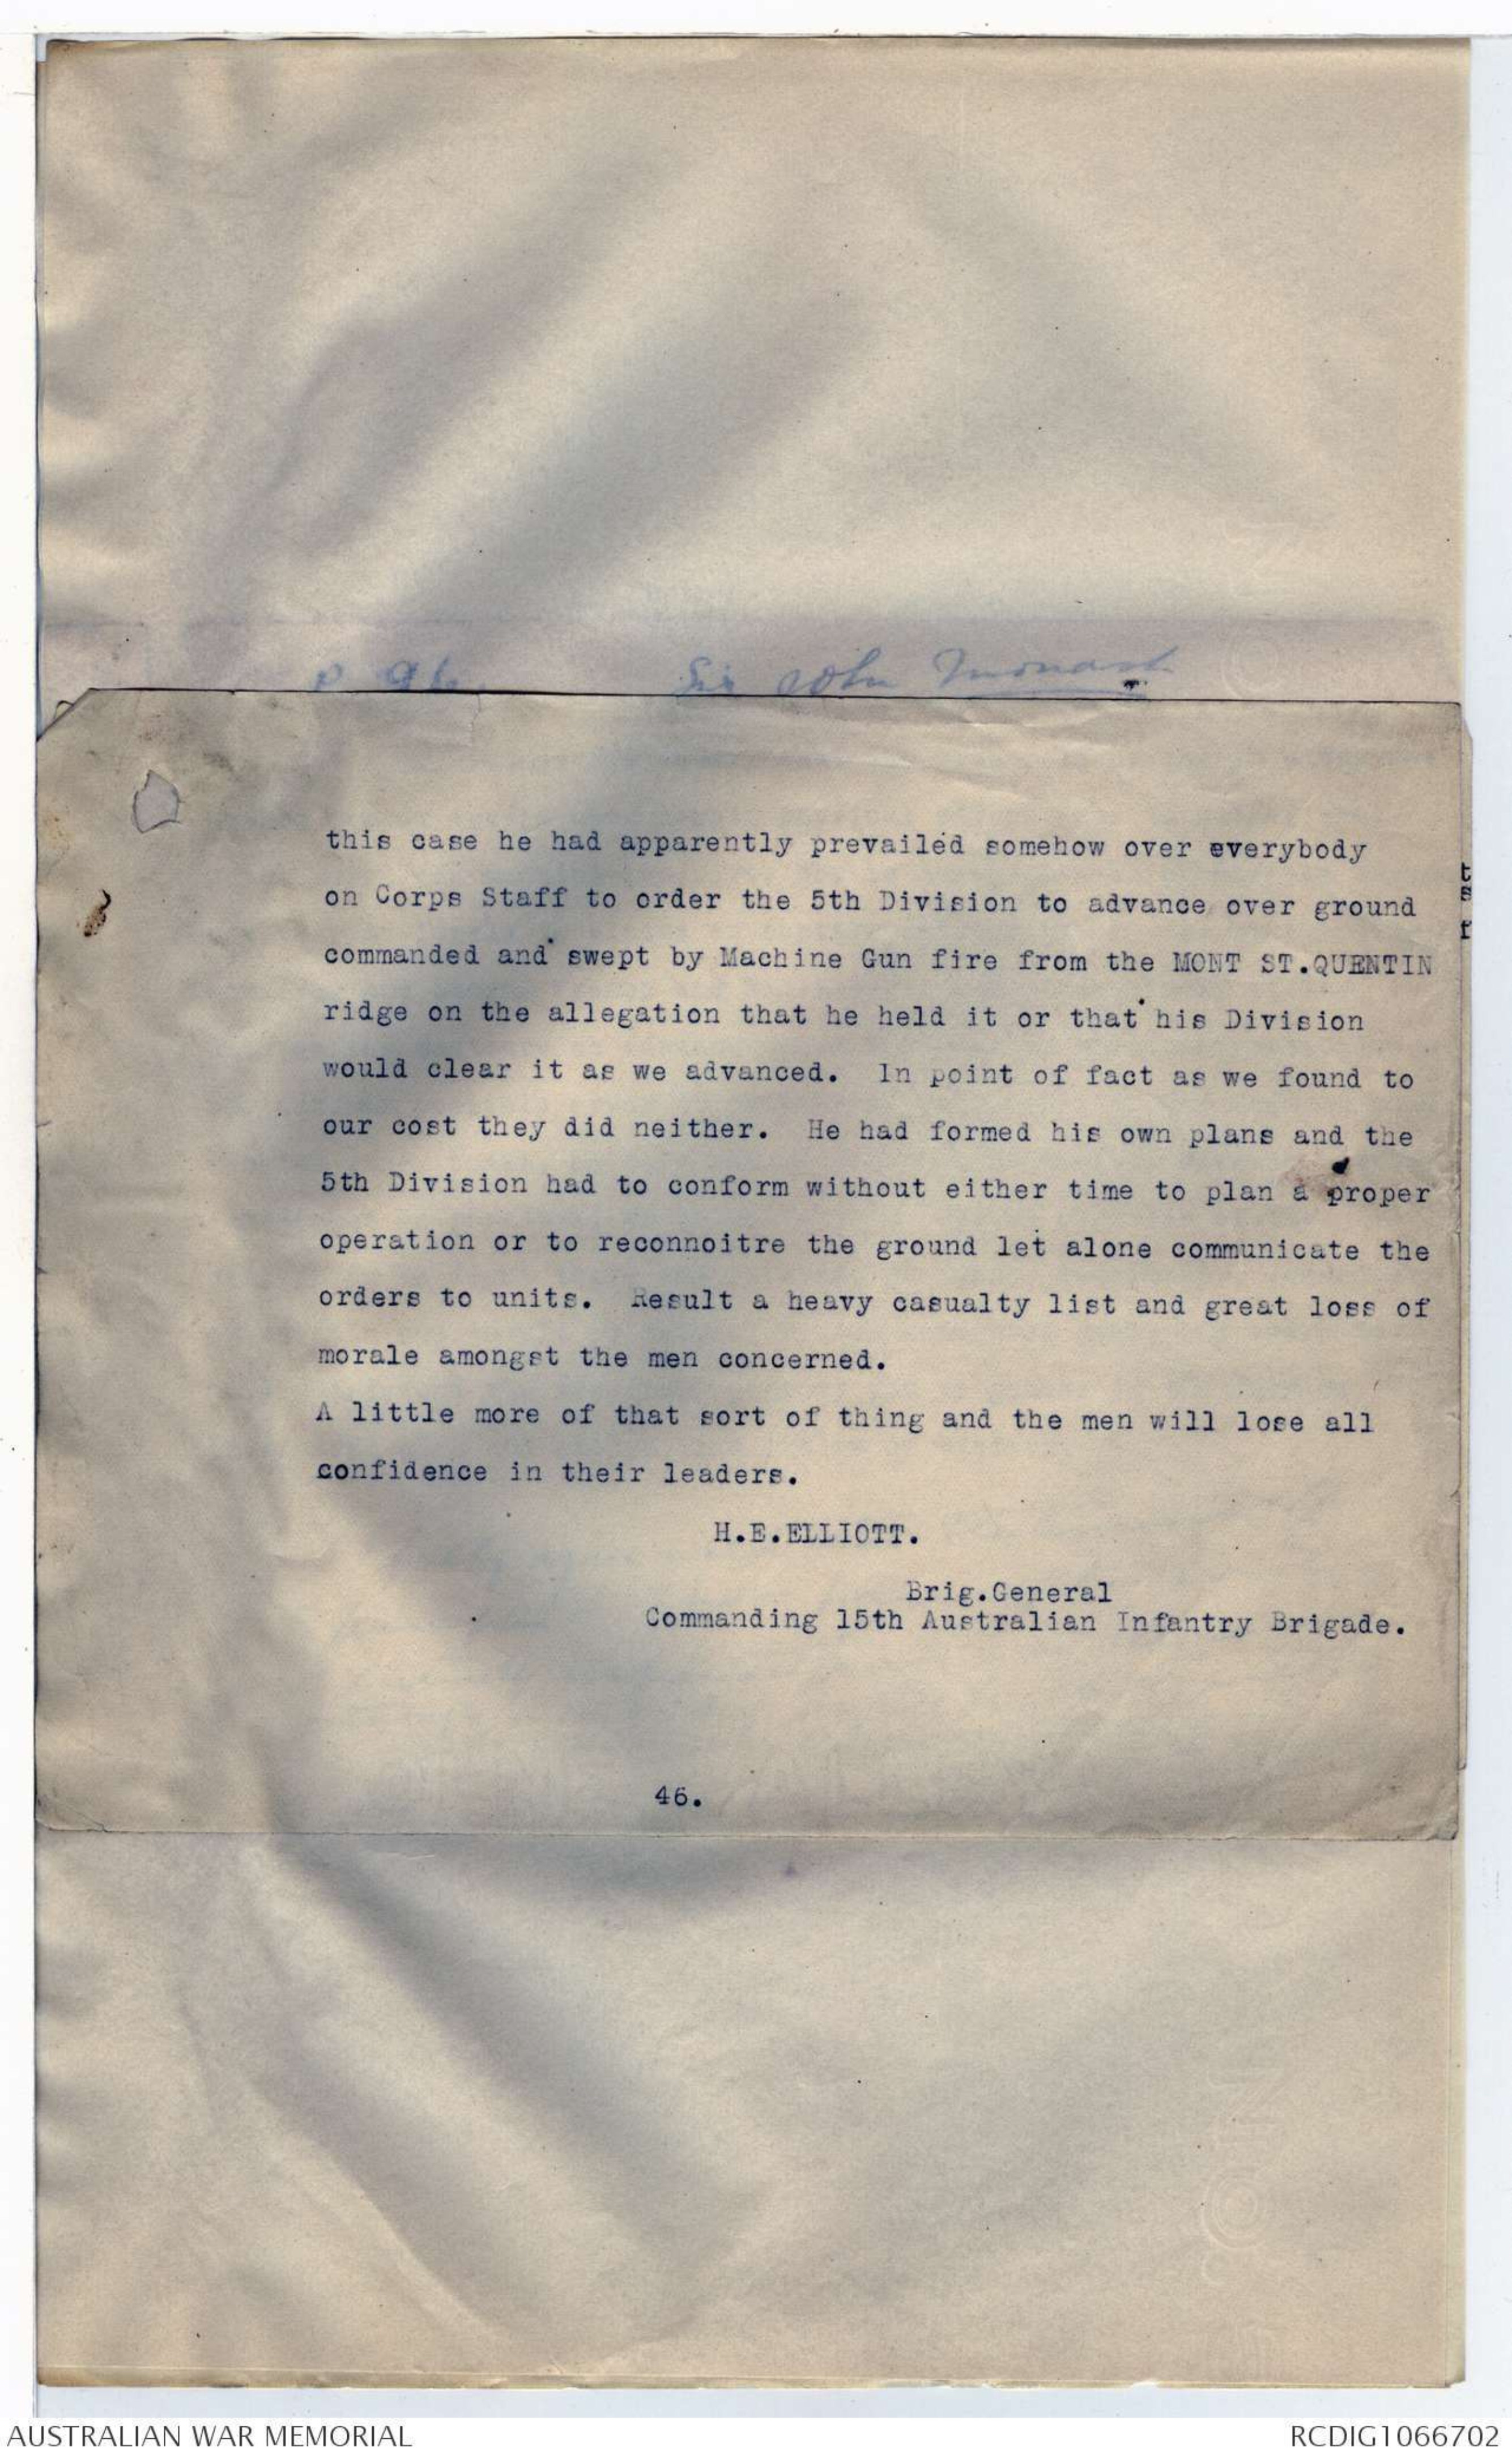 Sir John Monash
this case he had apparently prevailed somehow over everybody
on Corps Staff to order the 5th Division to advance over ground
commanded and swept by Machine Gun fire from the MONT ST.QUENTIN
ridge on the allegation that he held it or that his Division
would clear it as we advanced. In point of fact as we found to
our cost they did neither. He had formed his own plans and the
5th Division had to conform without either time to plan a proper
operation or to reconnoitre the ground let alone communicate the
orders to units. Result a heavy casualty list and great loss of
morale amongst the men concerned.
A little more of that sort of thing and the men will lose all
confidence in their leaders.
H.E.ELLIOTT.
Brig.General
Commanding 15th Australian Infantry Brigade.
46.
AUSTRALIAN WAR MEMORIAL
RCDIG1066702